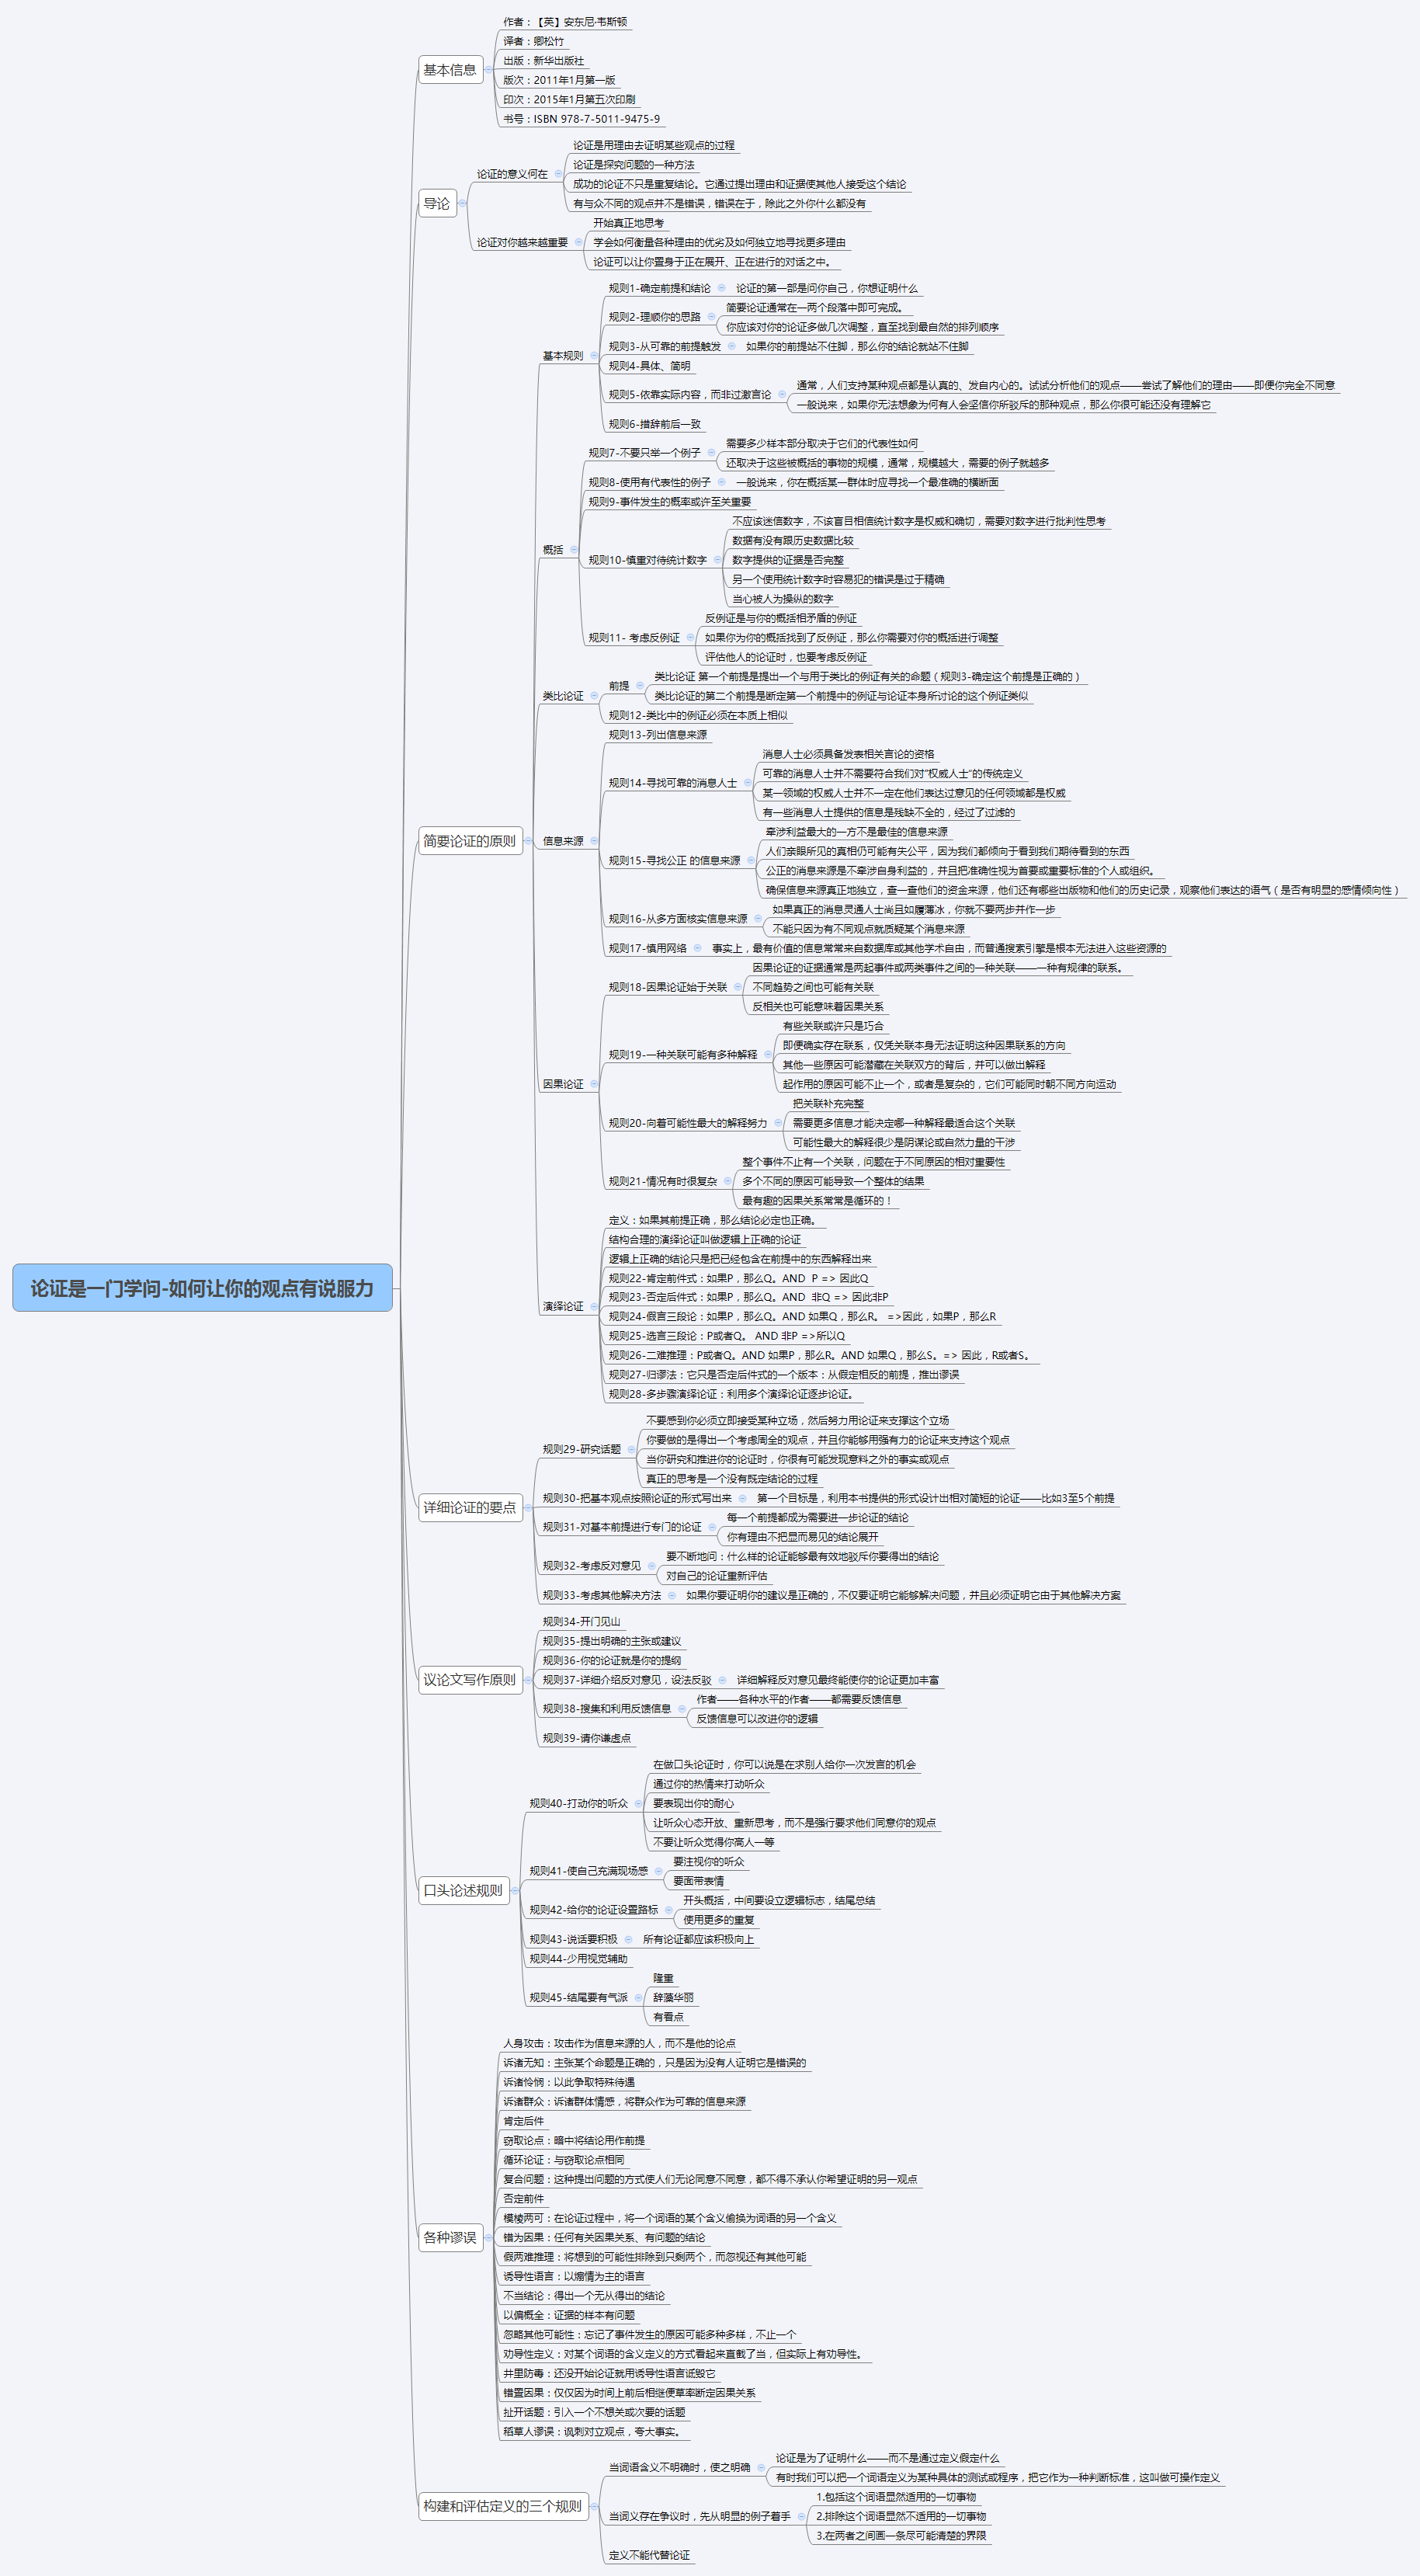 论证是一门学问-如何让你的观点有说服力
基本信息
作者：【英】安东尼·韦斯顿
译者：卿松竹
出版：新华出版社
版次：2011年1月第一版
印次：2015年1月第五次印刷
书号：ISBN 978-7-5011-9475-9
导论
论证的意义何在
论证是用理由去证明某些观点的过程
论证是探究问题的一种方法
成功的论证不只是重复结论。它通过提出理由和证据使其他人接受这个结论
有与众不同的观点并不是错误，错误在于，除此之外你什么都没有
论证对你越来越重要
开始真正地思考
学会如何衡量各种理由的优劣及如何独立地寻找更多理由
论证可以让你置身于正在展开、正在进行的对话之中。
简要论证的原则
基本规则
规则1-确定前提和结论
论证的第一部是问你自己，你想证明什么
规则2-理顺你的思路
简要论证通常在一两个段落中即可完成。
你应该对你的论证多做几次调整，直至找到最自然的排列顺序
规则3-从可靠的前提触发
如果你的前提站不住脚，那么你的结论就站不住脚
规则4-具体、简明
规则5-依靠实际内容，而非过激言论
通常，人们支持某种观点都是认真的、发自内心的。试试分析他们的观点——尝试了解他们的理由——即便你完全不同意
一般说来，如果你无法想象为何有人会坚信你所驳斥的那种观点，那么你很可能还没有理解它
规则6-措辞前后一致
概括
规则7-不要只举一个例子
需要多少样本部分取决于它们的代表性如何
还取决于这些被概括的事物的规模，通常，规模越大，需要的例子就越多
规则8-使用有代表性的例子
一般说来，你在概括某一群体时应寻找一个最准确的横断面
规则9-事件发生的概率或许至关重要
规则10-慎重对待统计数字
不应该迷信数字，不该盲目相信统计数字是权威和确切，需要对数字进行批判性思考
数据有没有跟历史数据比较
数字提供的证据是否完整
另一个使用统计数字时容易犯的错误是过于精确
当心被人为操纵的数字
规则11- 考虑反例证
反例证是与你的概括相矛盾的例证
如果你为你的概括找到了反例证，那么你需要对你的概括进行调整
评估他人的论证时，也要考虑反例证
类比论证
前提
类比论证 第一个前提是提出一个与用于类比的例证有关的命题（规则3-确定这个前提是正确的）
类比论证的第二个前提是断定第一个前提中的例证与论证本身所讨论的这个例证类似
规则12-类比中的例证必须在本质上相似
信息来源
规则13-列出信息来源
规则14-寻找可靠的消息人士
消息人士必须具备发表相关言论的资格
可靠的消息人士并不需要符合我们对"权威人士"的传统定义
某一领域的权威人士并不一定在他们表达过意见的任何领域都是权威
有一些消息人士提供的信息是残缺不全的，经过了过滤的
规则15-寻找公正 的信息来源
牵涉利益最大的一方不是最佳的信息来源
人们亲眼所见的真相仍可能有失公平，因为我们都倾向于看到我们期待看到的东西
公正的消息来源是不牵涉自身利益的，并且把准确性视为首要或重要标准的个人或组织。
确保信息来源真正地独立，查一查他们的资金来源，他们还有哪些出版物和他们的历史记录，观察他们表达的语气（是否有明显的感情倾向性）
规则16-从多方面核实信息来源
如果真正的消息灵通人士尚且如履薄冰，你就不要两步并作一步
不能只因为有不同观点就质疑某个消息来源
规则17-慎用网络
事实上，最有价值的信息常常来自数据库或其他学术自由，而普通搜索引擎是根本无法进入这些资源的
因果论证
规则18-因果论证始于关联
因果论证的证据通常是两起事件或两类事件之间的一种关联——一种有规律的联系。
不同趋势之间也可能有关联
反相关也可能意味着因果关系
规则19-一种关联可能有多种解释
有些关联或许只是巧合
即便确实存在联系，仅凭关联本身无法证明这种因果联系的方向
其他一些原因可能潜藏在关联双方的背后，并可以做出解释
起作用的原因可能不止一个，或者是复杂的，它们可能同时朝不同方向运动
规则20-向着可能性最大的解释努力
把关联补充完整
需要更多信息才能决定哪一种解释最适合这个关联
可能性最大的解释很少是阴谋论或自然力量的干涉
规则21-情况有时很复杂
整个事件不止有一个关联，问题在于不同原因的相对重要性
多个不同的原因可能导致一个整体的结果
最有趣的因果关系常常是循环的！
演绎论证
定义：如果其前提正确，那么结论必定也正确。
结构合理的演绎论证叫做逻辑上正确的论证
逻辑上正确的结论只是把已经包含在前提中的东西解释出来
规则22-肯定前件式：如果P，那么Q。AND P => 因此Q
规则23-否定后件式：如果P，那么Q。AND 非Q => 因此非P
规则24-假言三段论：如果P，那么Q。AND 如果Q，那么R。 =>因此，如果P，那么R
规则25-选言三段论：P或者Q。 AND 非P =>所以Q
规则26-二难推理：P或者Q。AND 如果P，那么R。AND 如果Q，那么S。=> 因此，R或者S。
规则27-归谬法：它只是否定后件式的一个版本：从假定相反的前提，推出谬误
规则28-多步骤演绎论证：利用多个演绎论证逐步论证。
详细论证的要点
规则29-研究话题
不要感到你必须立即接受某种立场，然后努力用论证来支撑这个立场
你要做的是得出一个考虑周全的观点，并且你能够用强有力的论证来支持这个观点
当你研究和推进你的论证时，你很有可能发现意料之外的事实或观点
真正的思考是一个没有既定结论的过程
规则30-把基本观点按照论证的形式写出来
第一个目标是，利用本书提供的形式设计出相对简短的论证——比如3至5个前提
规则31-对基本前提进行专门的论证
每一个前提都成为需要进一步论证的结论
你有理由不把显而易见的结论展开
规则32-考虑反对意见
要不断地问：什么样的论证能够最有效地驳斥你要得出的结论
对自己的论证重新评估
规则33-考虑其他解决方法
如果你要证明你的建议是正确的，不仅要证明它能够解决问题，并且必须证明它由于其他解决方案
议论文写作原则
规则34-开门见山
规则35-提出明确的主张或建议
规则36-你的论证就是你的提纲
规则37-详细介绍反对意见，设法反驳
详细解释反对意见最终能使你的论证更加丰富
规则38-搜集和利用反馈信息
作者——各种水平的作者——都需要反馈信息
反馈信息可以改进你的逻辑
规则39-请你谦虚点
口头论述规则
规则40-打动你的听众
在做口头论证时，你可以说是在求别人给你一次发言的机会
通过你的热情来打动听众
要表现出你的耐心
让听众心态开放、重新思考，而不是强行要求他们同意你的观点
不要让听众觉得你高人一等
规则41-使自己充满现场感
要注视你的听众
要面带表情
规则42-给你的论证设置路标
开头概括，中间要设立逻辑标志，结尾总结
使用更多的重复
规则43-说话要积极
所有论证都应该积极向上
规则44-少用视觉辅助
规则45-结尾要有气派
隆重
辞藻华丽
有看点
各种谬误
人身攻击：攻击作为信息来源的人，而不是他的论点
诉诸无知：主张某个命题是正确的，只是因为没有人证明它是错误的
诉诸怜悯：以此争取特殊待遇
诉诸群众：诉诸群体情感，将群众作为可靠的信息来源
肯定后件
窃取论点：暗中将结论用作前提
循环论证：与窃取论点相同
复合问题：这种提出问题的方式使人们无论同意不同意，都不得不承认你希望证明的另一观点
否定前件
模棱两可：在论证过程中，将一个词语的某个含义偷换为词语的另一个含义
错为因果：任何有关因果关系、有问题的结论
假两难推理：将想到的可能性排除到只剩两个，而忽视还有其他可能
诱导性语言：以煽情为主的语言
不当结论：得出一个无从得出的结论
以偏概全：证据的样本有问题
忽略其他可能性：忘记了事件发生的原因可能多种多样，不止一个
劝导性定义：对某个词语的含义定义的方式看起来直截了当，但实际上有劝导性。
井里防毒：还没开始论证就用诱导性语言诋毁它
错置因果：仅仅因为时间上前后相继便草率断定因果关系
扯开话题：引入一个不想关或次要的话题
稻草人谬误：讽刺对立观点，夸大事实。
构建和评估定义的三个规则
当词语含义不明确时，使之明确
论证是为了证明什么——而不是通过定义假定什么
有时我们可以把一个词语定义为某种具体的测试或程序，把它作为一种判断标准，这叫做可操作定义
当词义存在争议时，先从明显的例子着手
1.包括这个词语显然适用的一切事物
2.排除这个词语显然不适用的一切事物
3.在两者之间画一条尽可能清楚的界限
定义不能代替论证